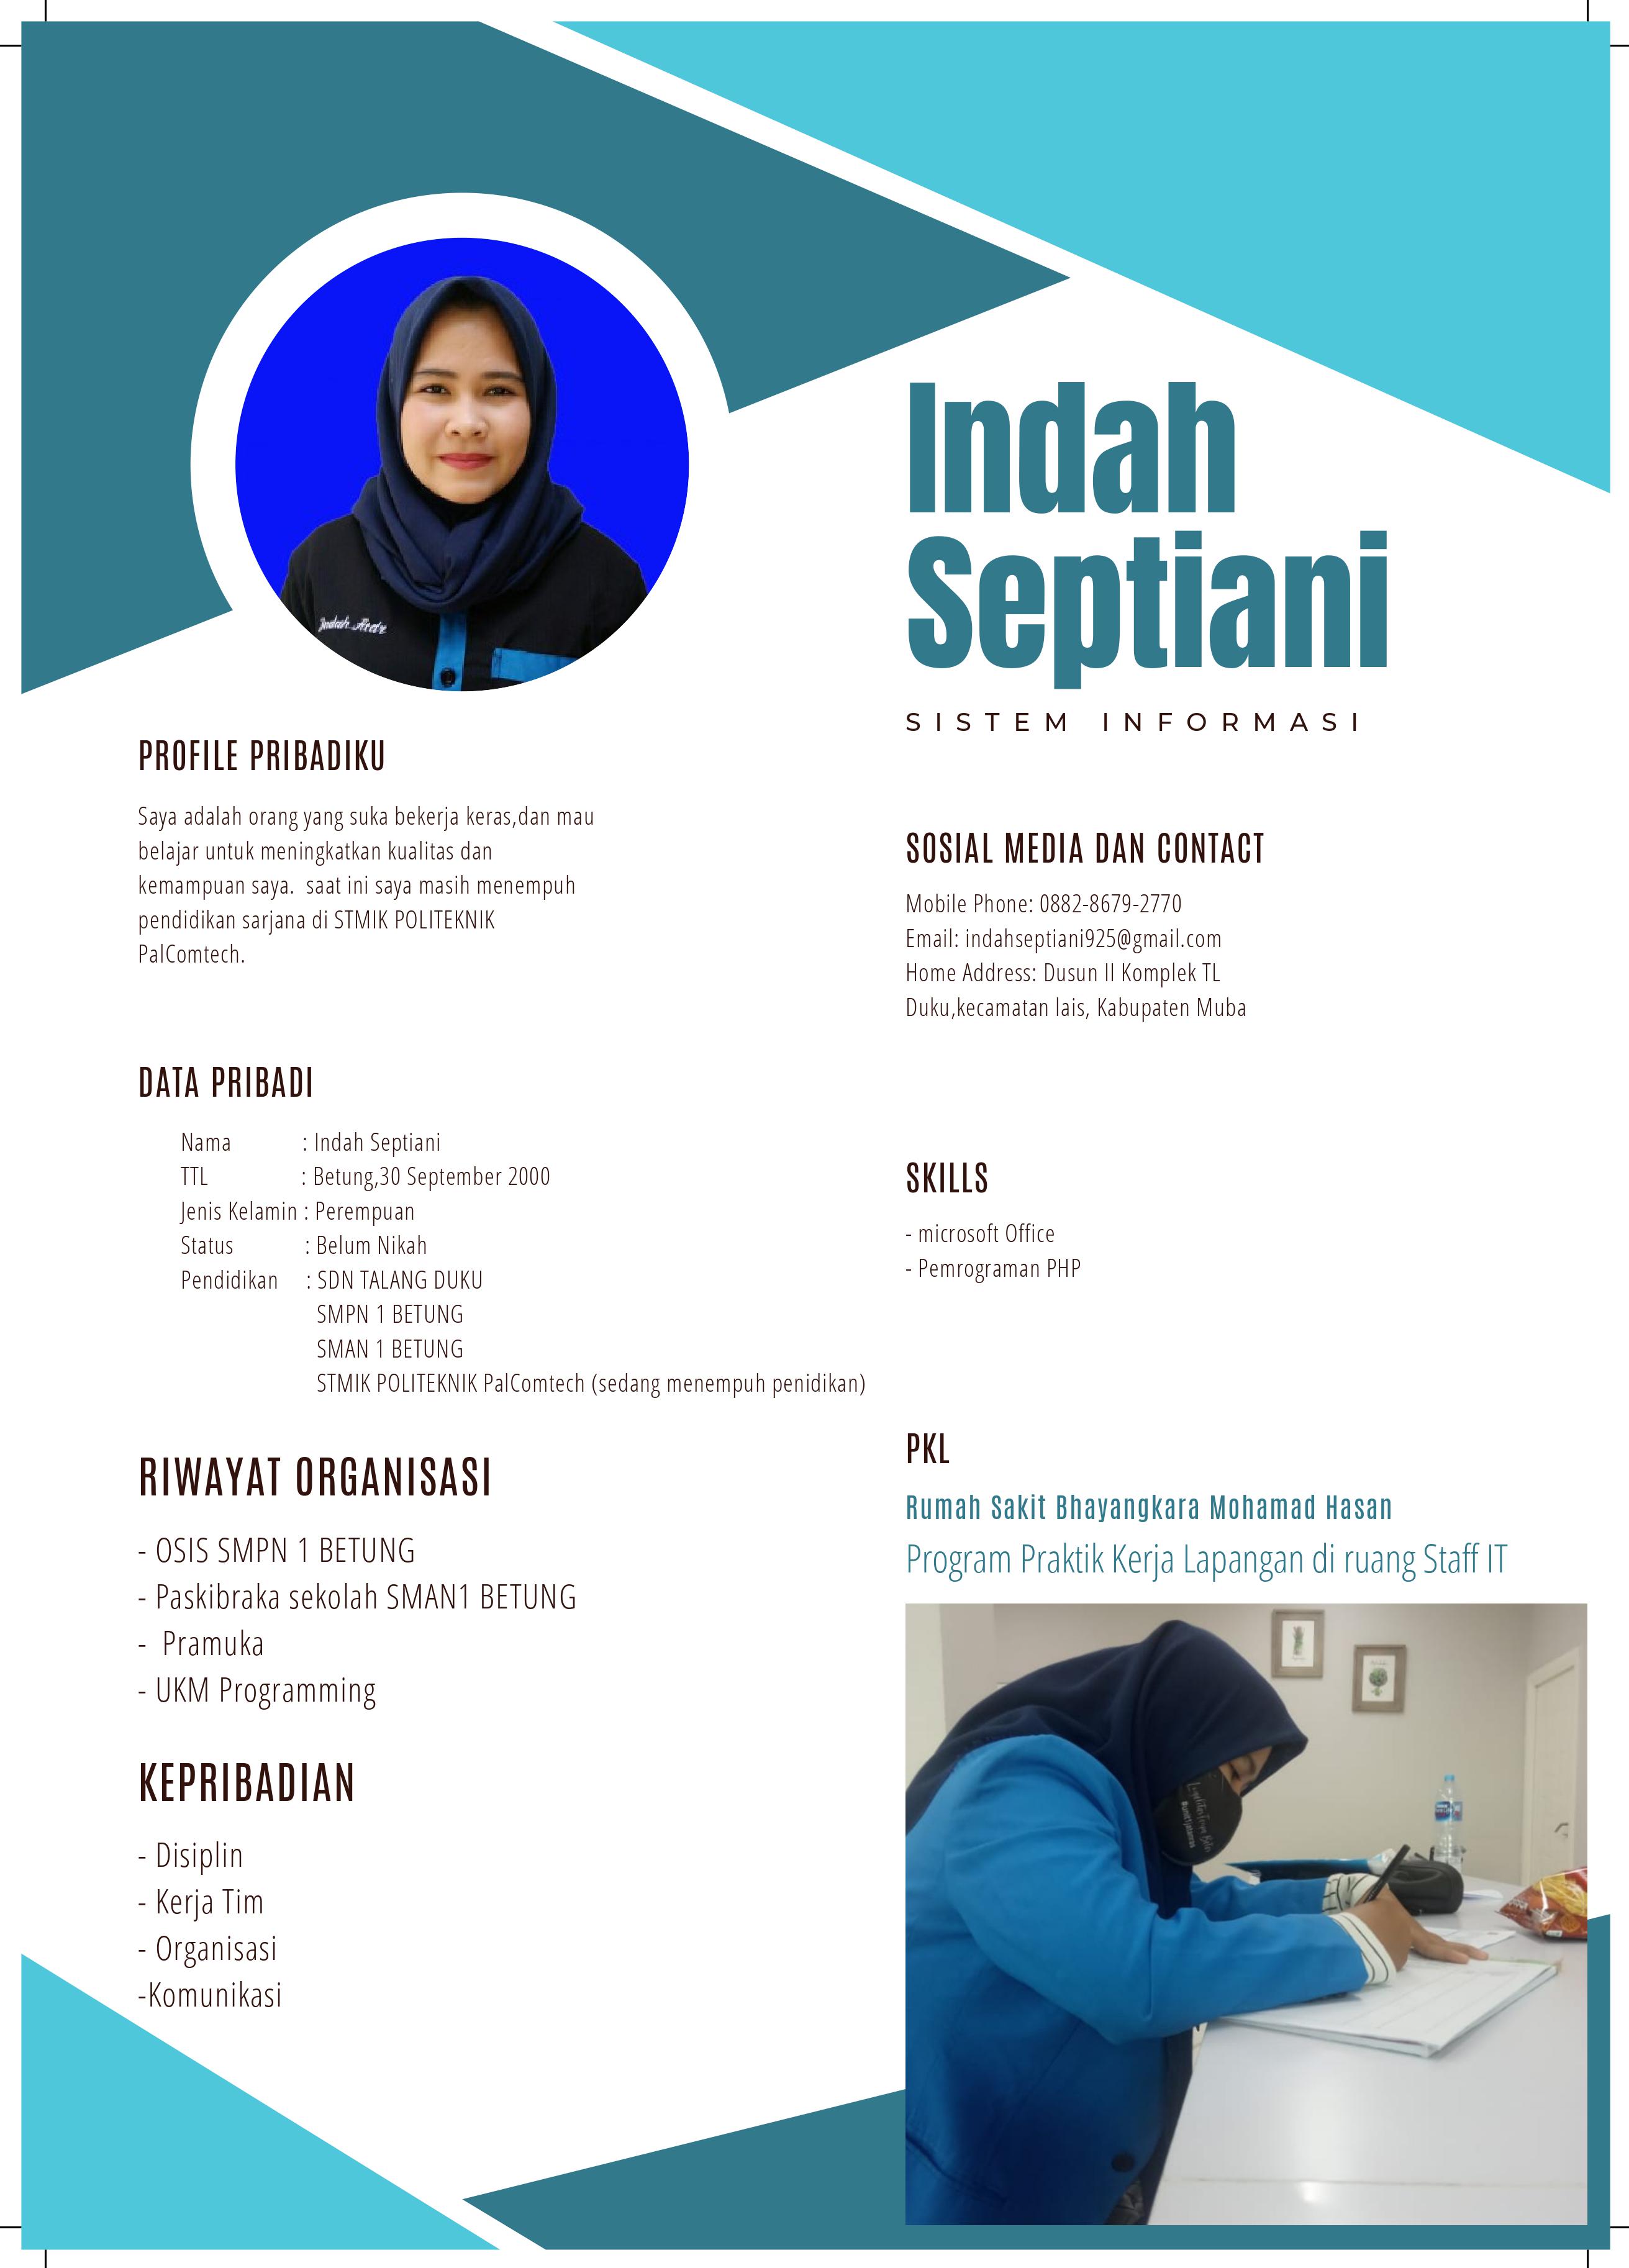 Indah
Septiani
SISTEM INFORMASI
PROFILE PRIBADIKU
Saya adalah orang yang suka bekerja keras,dan mau
belajar untuk meningkatkan kualitas dan
kemampuan saya.  saat ini saya masih menempuh
pendidikan sarjana di STMIK POLITEKNIK
PalComtech.
DATA PRIBADI
Nama : Indah Septiani
TTL : Betung,30 September 2000
Jenis Kelamin : Perempuan
Status : Belum Nikah
Pendidikan : SDN TALANG DUKU
SMPN 1 BETUNG
SMAN 1 BETUNG
STMIK POLITEKNIK PalComtech (sedang menempuh penidikan)
RIWAYAT ORGANISASI
- OSIS SMPN 1 BETUNG
- Paskibraka sekolah SMAN1 BETUNG
-  Pramuka
- UKM Programming
KEPRIBADIAN
- Disiplin
- Kerja Tim
- Organisasi
-Komunikasi
SOSIAL MEDIA DAN CONTACT
Mobile Phone: 0882-8679-2770
Email: indahseptiani925@gmail.com
Home Address: Dusun II Komplek TL
Duku,kecamatan lais, Kabupaten Muba
SKILLS
- microsoft Office
- Pemrograman PHP
PKL
Rumah Sakit Bhayangkara Mohamad Hasan
Program Praktik Kerja Lapangan di ruang Staff IT